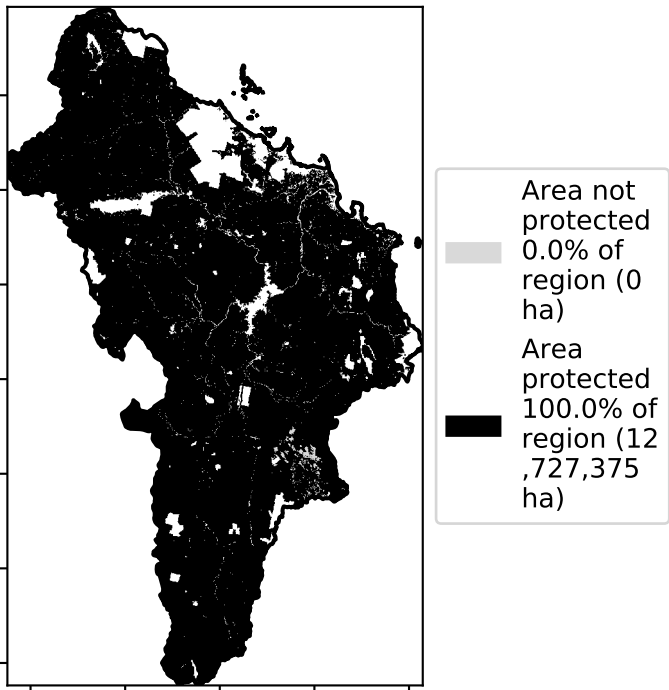 Area not
protected
0.0% of
region (0
ha)
Area
protected
100.0% of
region (12
,727,375
ha)